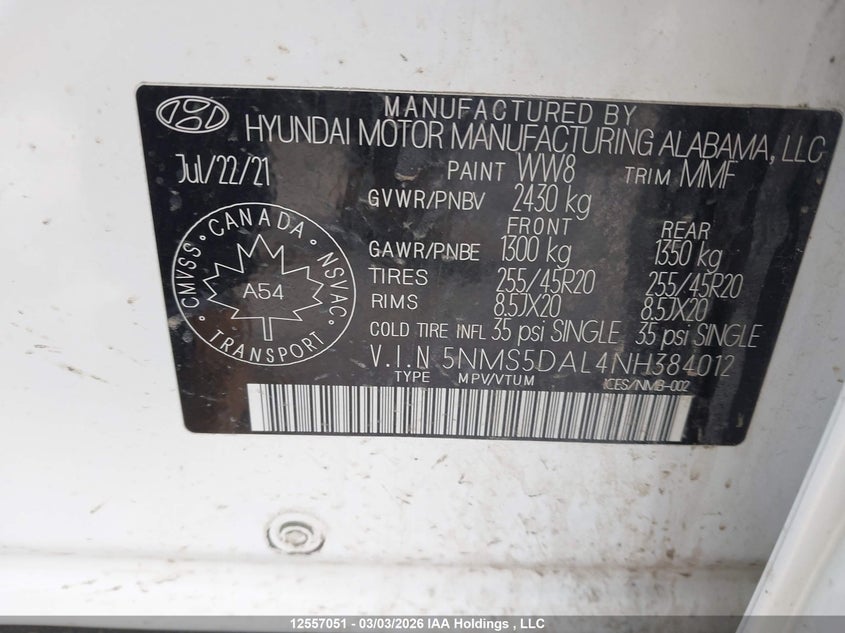 MANUFACTURED BY
HYUNDAI MOTOR MANUFACTURING ALABAMA, LLC
Jul/22/21 PAINT WW8 TRIM MMF
GVWR/PNBV 2430 kg
FRONT REAR
GAWR/PNBE 1300 kg 1350 kg
TIRES 255/45R20 255/45R20
RIMS 8.5JX20 8.5JX20
COLD TIRE INFL 35 psi SINGLE 35 psi SINGLE
V.I.N 5NMS5DAL4NH384012
TYPE MPV/VTUM ICES/NMB-002
CMVSS · CANADA · NSVAC · TRANSPORT ·
A54
12557051 - 03/03/2026 IAA Holdings , LLC